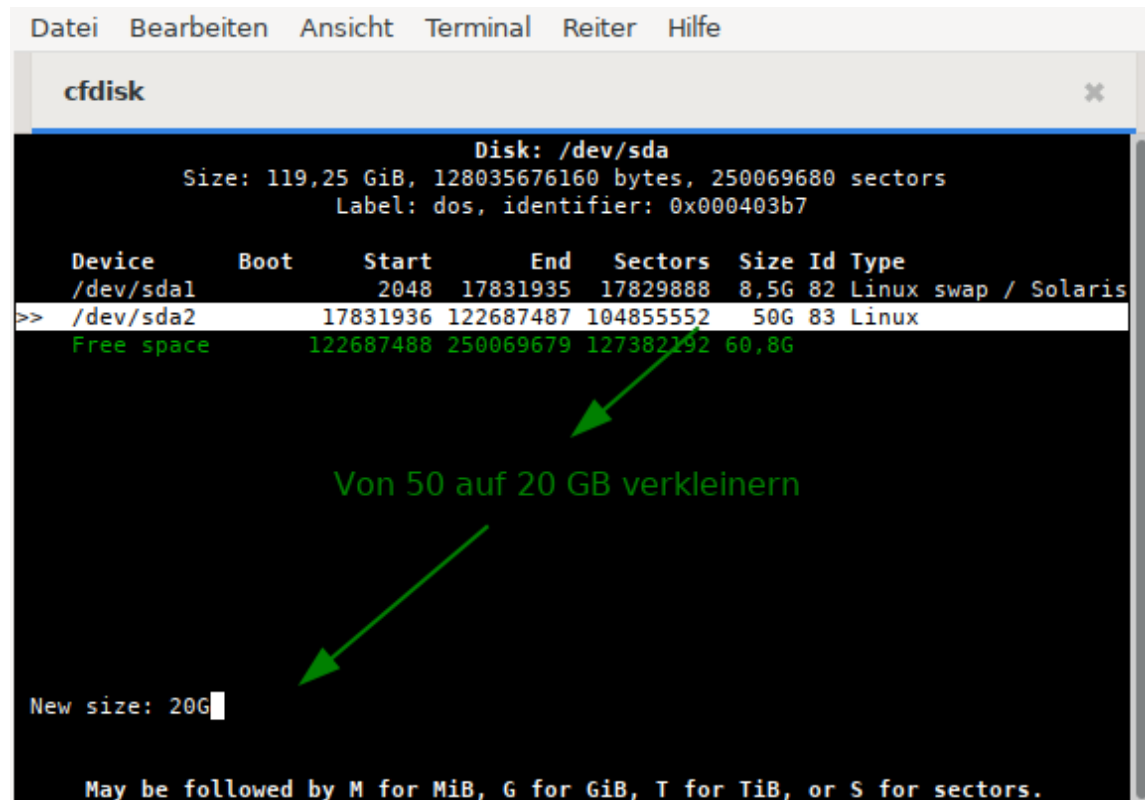 Datei Bearbeiten Ansicht Terminal Reiter Hilfe
cfdisk
Disk: /dev/sda
Size: 119,25 GiB, 128035676160 bytes, 250069680 sectors
Label: dos, identifier: 0x000403b7
Device Boot Start End Sectors Size Id Type
/dev/sda1 2048 17831935 17829888 8,5G 82 Linux swap / Solaris
>> /dev/sda2 17831936 122687487 104855552 50G 83 Linux
Free space 122687488 250069679 127382192 60,8G
Von 50 auf 20 GB verkleinern
New size: 20G
May be followed by M for MiB, G for GiB, T for TiB, or S for sectors.